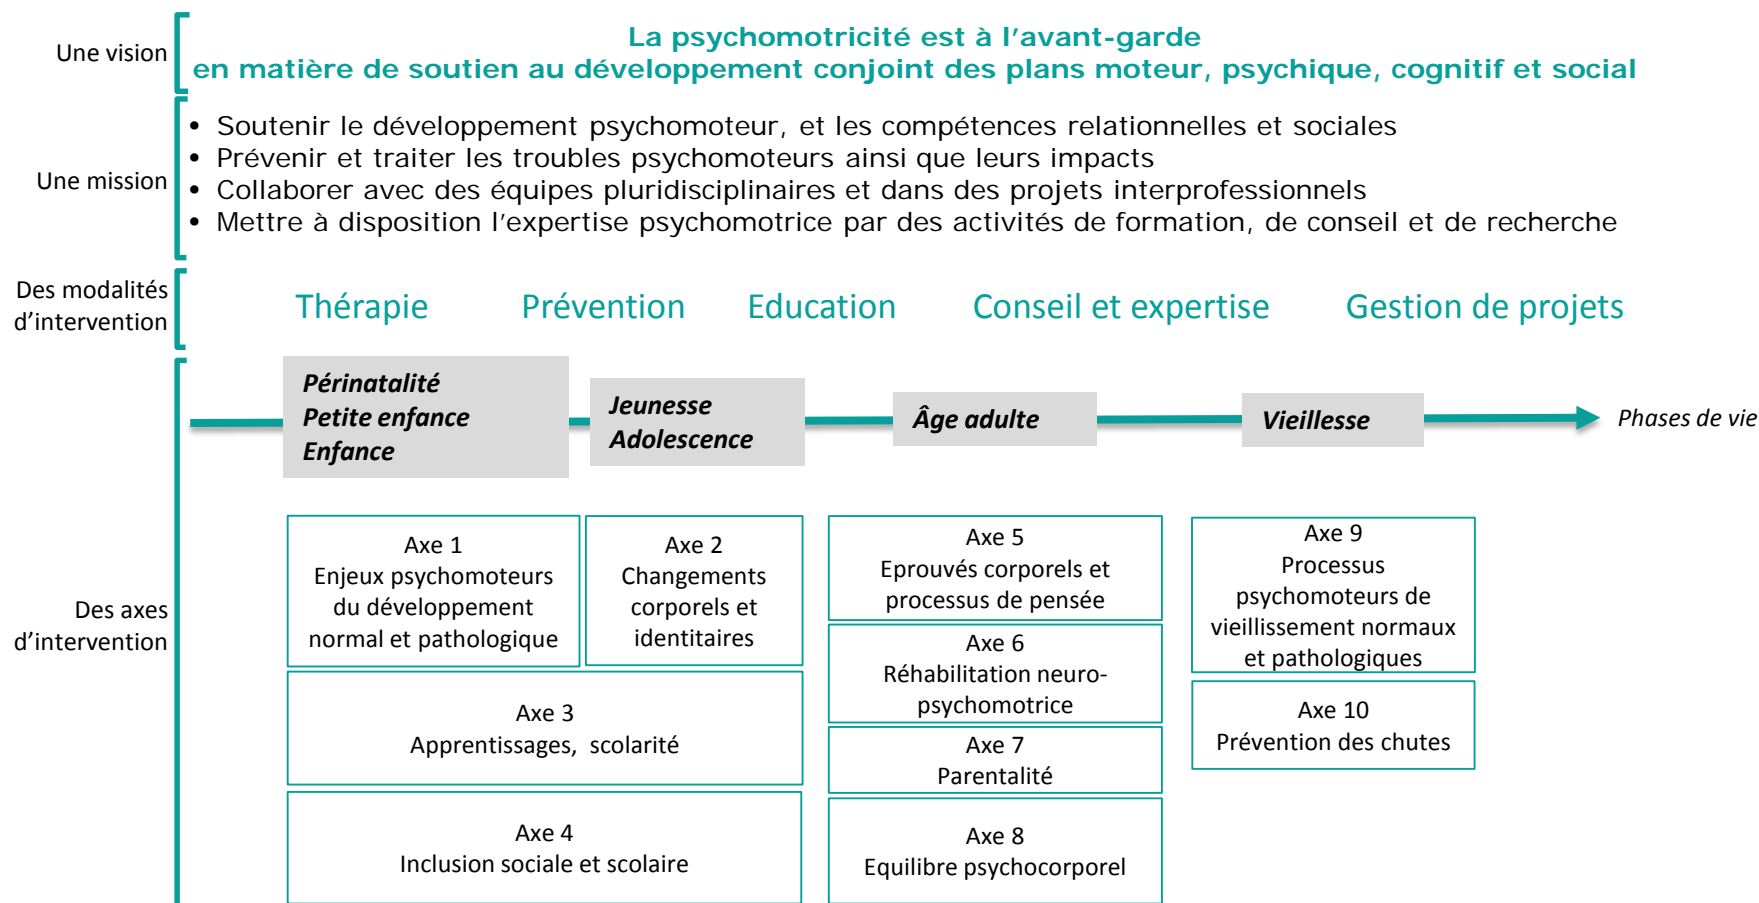 Une vision
La psychomotricité est à l'avant-garde
en matière de soutien au développement conjoint des plans moteur, psychique, cognitif et social
Une mission
• Soutenir le développement psychomoteur, et les compétences relationnelles et sociales
• Prévenir et traiter les troubles psychomoteurs ainsi que leurs impacts
• Collaborer avec des équipes pluridisciplinaires et dans des projets interprofessionnels
• Mettre à disposition l'expertise psychomotrice par des activités de formation, de conseil et de recherche
Des modalités
d'intervention
Thérapie
Prévention
Education
Conseil et expertise
Gestion de projets
Périnatalité
Petite enfance
Enfance
Jeunesse
Adolescence
Âge adulte
Vieillesse
Phases de vie
Des axes
d'intervention
Axe 1
Enjeux psychomoteurs
du développement
normal et pathologique
Axe 2
Changements
corporels et
identitaires
Axe 3
Apprentissages, scolarité
Axe 4
Inclusion sociale et scolaire
Axe 5
Eprouvés corporels et
processus de pensée
Axe 6
Réhabilitation neuro-
psychomotrice
Axe 7
Parentalité
Axe 8
Equilibre psychocorporel
Axe 9
Processus
psychomoteurs de
vieillissement normaux
et pathologiques
Axe 10
Prévention des chutes